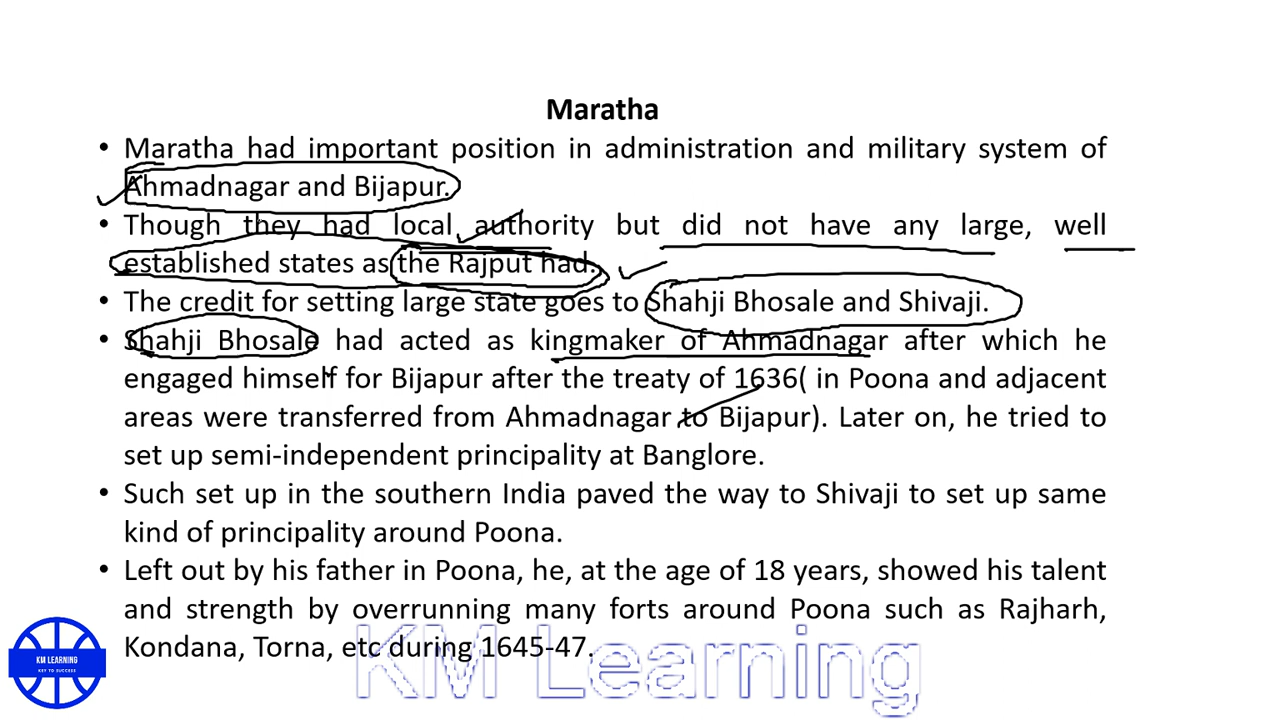 Maratha
• Maratha had important position in administration and military system of
Ahmadnagar and Bijapur.
• Though they had local authority but did not have any large, well
established states as the Rajput had.
• The credit for setting large state goes to Shahji Bhosale and Shivaji.
• Shahji Bhosale had acted as kingmaker of Ahmadnagar after which he
engaged himself for Bijapur after the treaty of 1636( in Poona and adjacent
areas were transferred from Ahmadnagar to Bijapur). Later on, he tried to
set up semi-independent principality at Banglore.
• Such set up in the southern India paved the way to Shivaji to set up same
kind of principality around Poona.
• Left out by his father in Poona, he, at the age of 18 years, showed his talent
and strength by overrunning many forts around Poona such as Rajharh,
Kondana, Torna, etc during 1645-47.
KM LEARNING
KEY TO SUCCESS
KM Learning